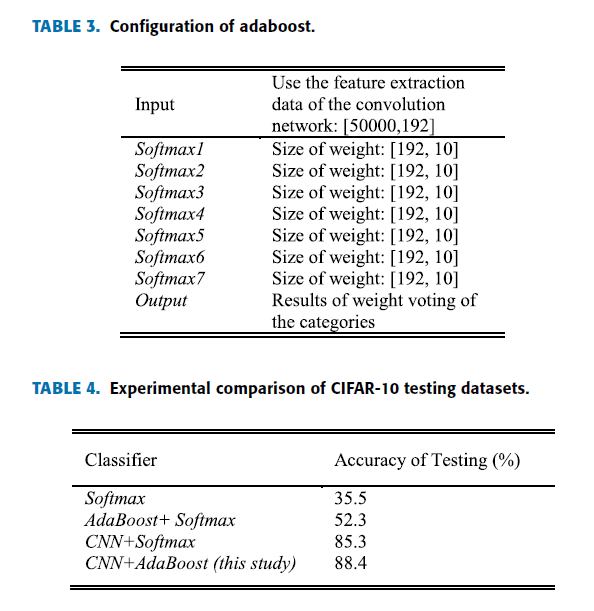 TABLE 3. Configuration of adaboost.
Input
Use the feature extraction
data of the convolution
network: [50000,192]
Softmax1 Size of weight: [192, 10]
Softmax2 Size of weight: [192, 10]
Softmax3 Size of weight: [192, 10]
Softmax4 Size of weight: [192, 10]
Softmax5 Size of weight: [192, 10]
Softmax6 Size of weight: [192, 10]
Softmax7 Size of weight: [192, 10]
Output Results of weight voting of
the categories
TABLE 4. Experimental comparison of CIFAR-10 testing datasets.
Classifier Accuracy of Testing (%)
Softmax 35.5
AdaBoost+ Softmax 52.3
CNN+Softmax 85.3
CNN+AdaBoost (this study) 88.4